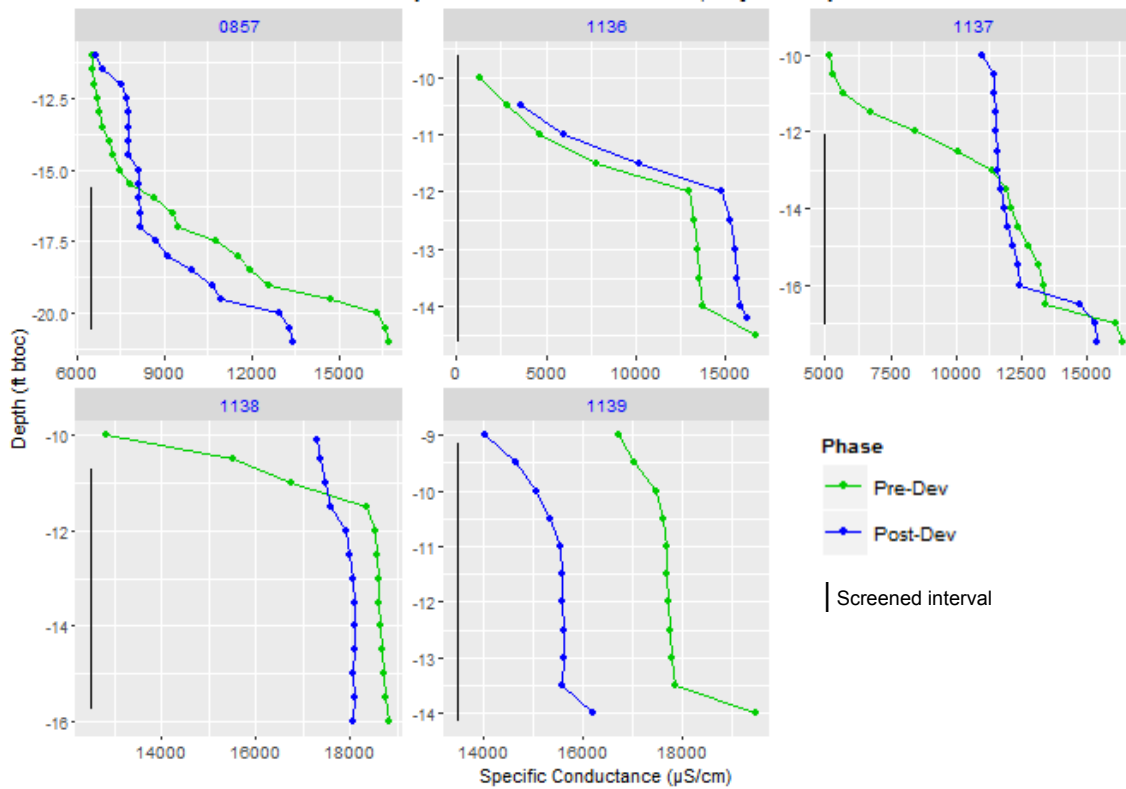 0857
1136
1137
-12.5
-15.0
-17.5
-20.0
6000 9000 12000 15000
-10
-11
-12
-13
-14
0 5000 10000 15000
-10
-12
-14
-16
5000 7500 10000 12500 15000
Depth (ft btoc)
1138
1139
-10
-12
-14
-16
14000 16000 18000
-9
-10
-11
-12
-13
-14
14000 16000 18000
Specific Conductance (µS/cm)
Phase
Pre-Dev
Post-Dev
Screened interval